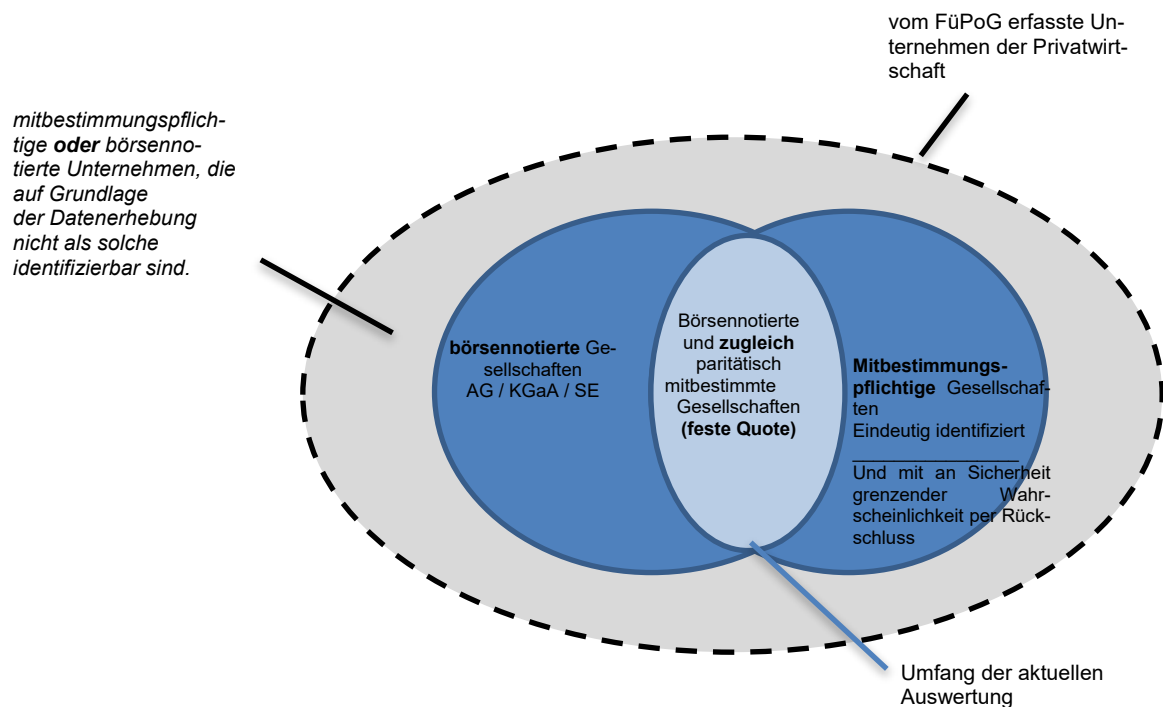 vom FüPoG erfasste Un-
ternehmen der Privatwirt-
schaft
mitbestimmungspflich-
tige oder börsenno-
tierte Unternehmen, die
auf Grundlage
der Datenerhebung
nicht als solche
identifizierbar sind.
börsennotierte Ge-
sellschaften
AG / KGaA / SE
Börsennotierte
und zugleich
paritätisch
mitbestimmte
Gesellschaften
(feste Quote)
Mitbestimmungs-
pflichtige Gesellschaf-
ten
Eindeutig identifiziert
Und mit an Sicherheit
grenzender Wahr-
scheinlichkeit per Rück-
schluss
Umfang der aktuellen
Auswertung